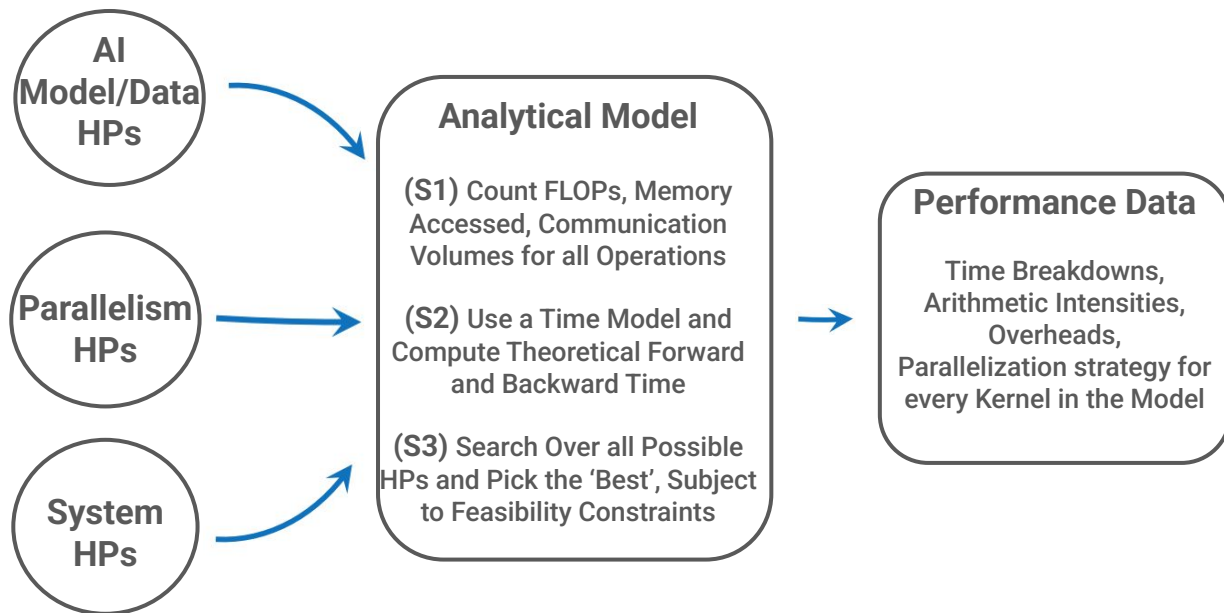 AI
Model/Data
HPs
Parallelism
HPs
System
HPs
Analytical Model
(S1) Count FLOPs, Memory
Accessed, Communication
Volumes for all Operations
(S2) Use a Time Model and
Compute Theoretical Forward
and Backward Time
(S3) Search Over all Possible
HPs and Pick the ‘Best’, Subject
to Feasibility Constraints
Performance Data
Time Breakdowns,
Arithmetic Intensities,
Overheads,
Parallelization strategy for
every Kernel in the Model